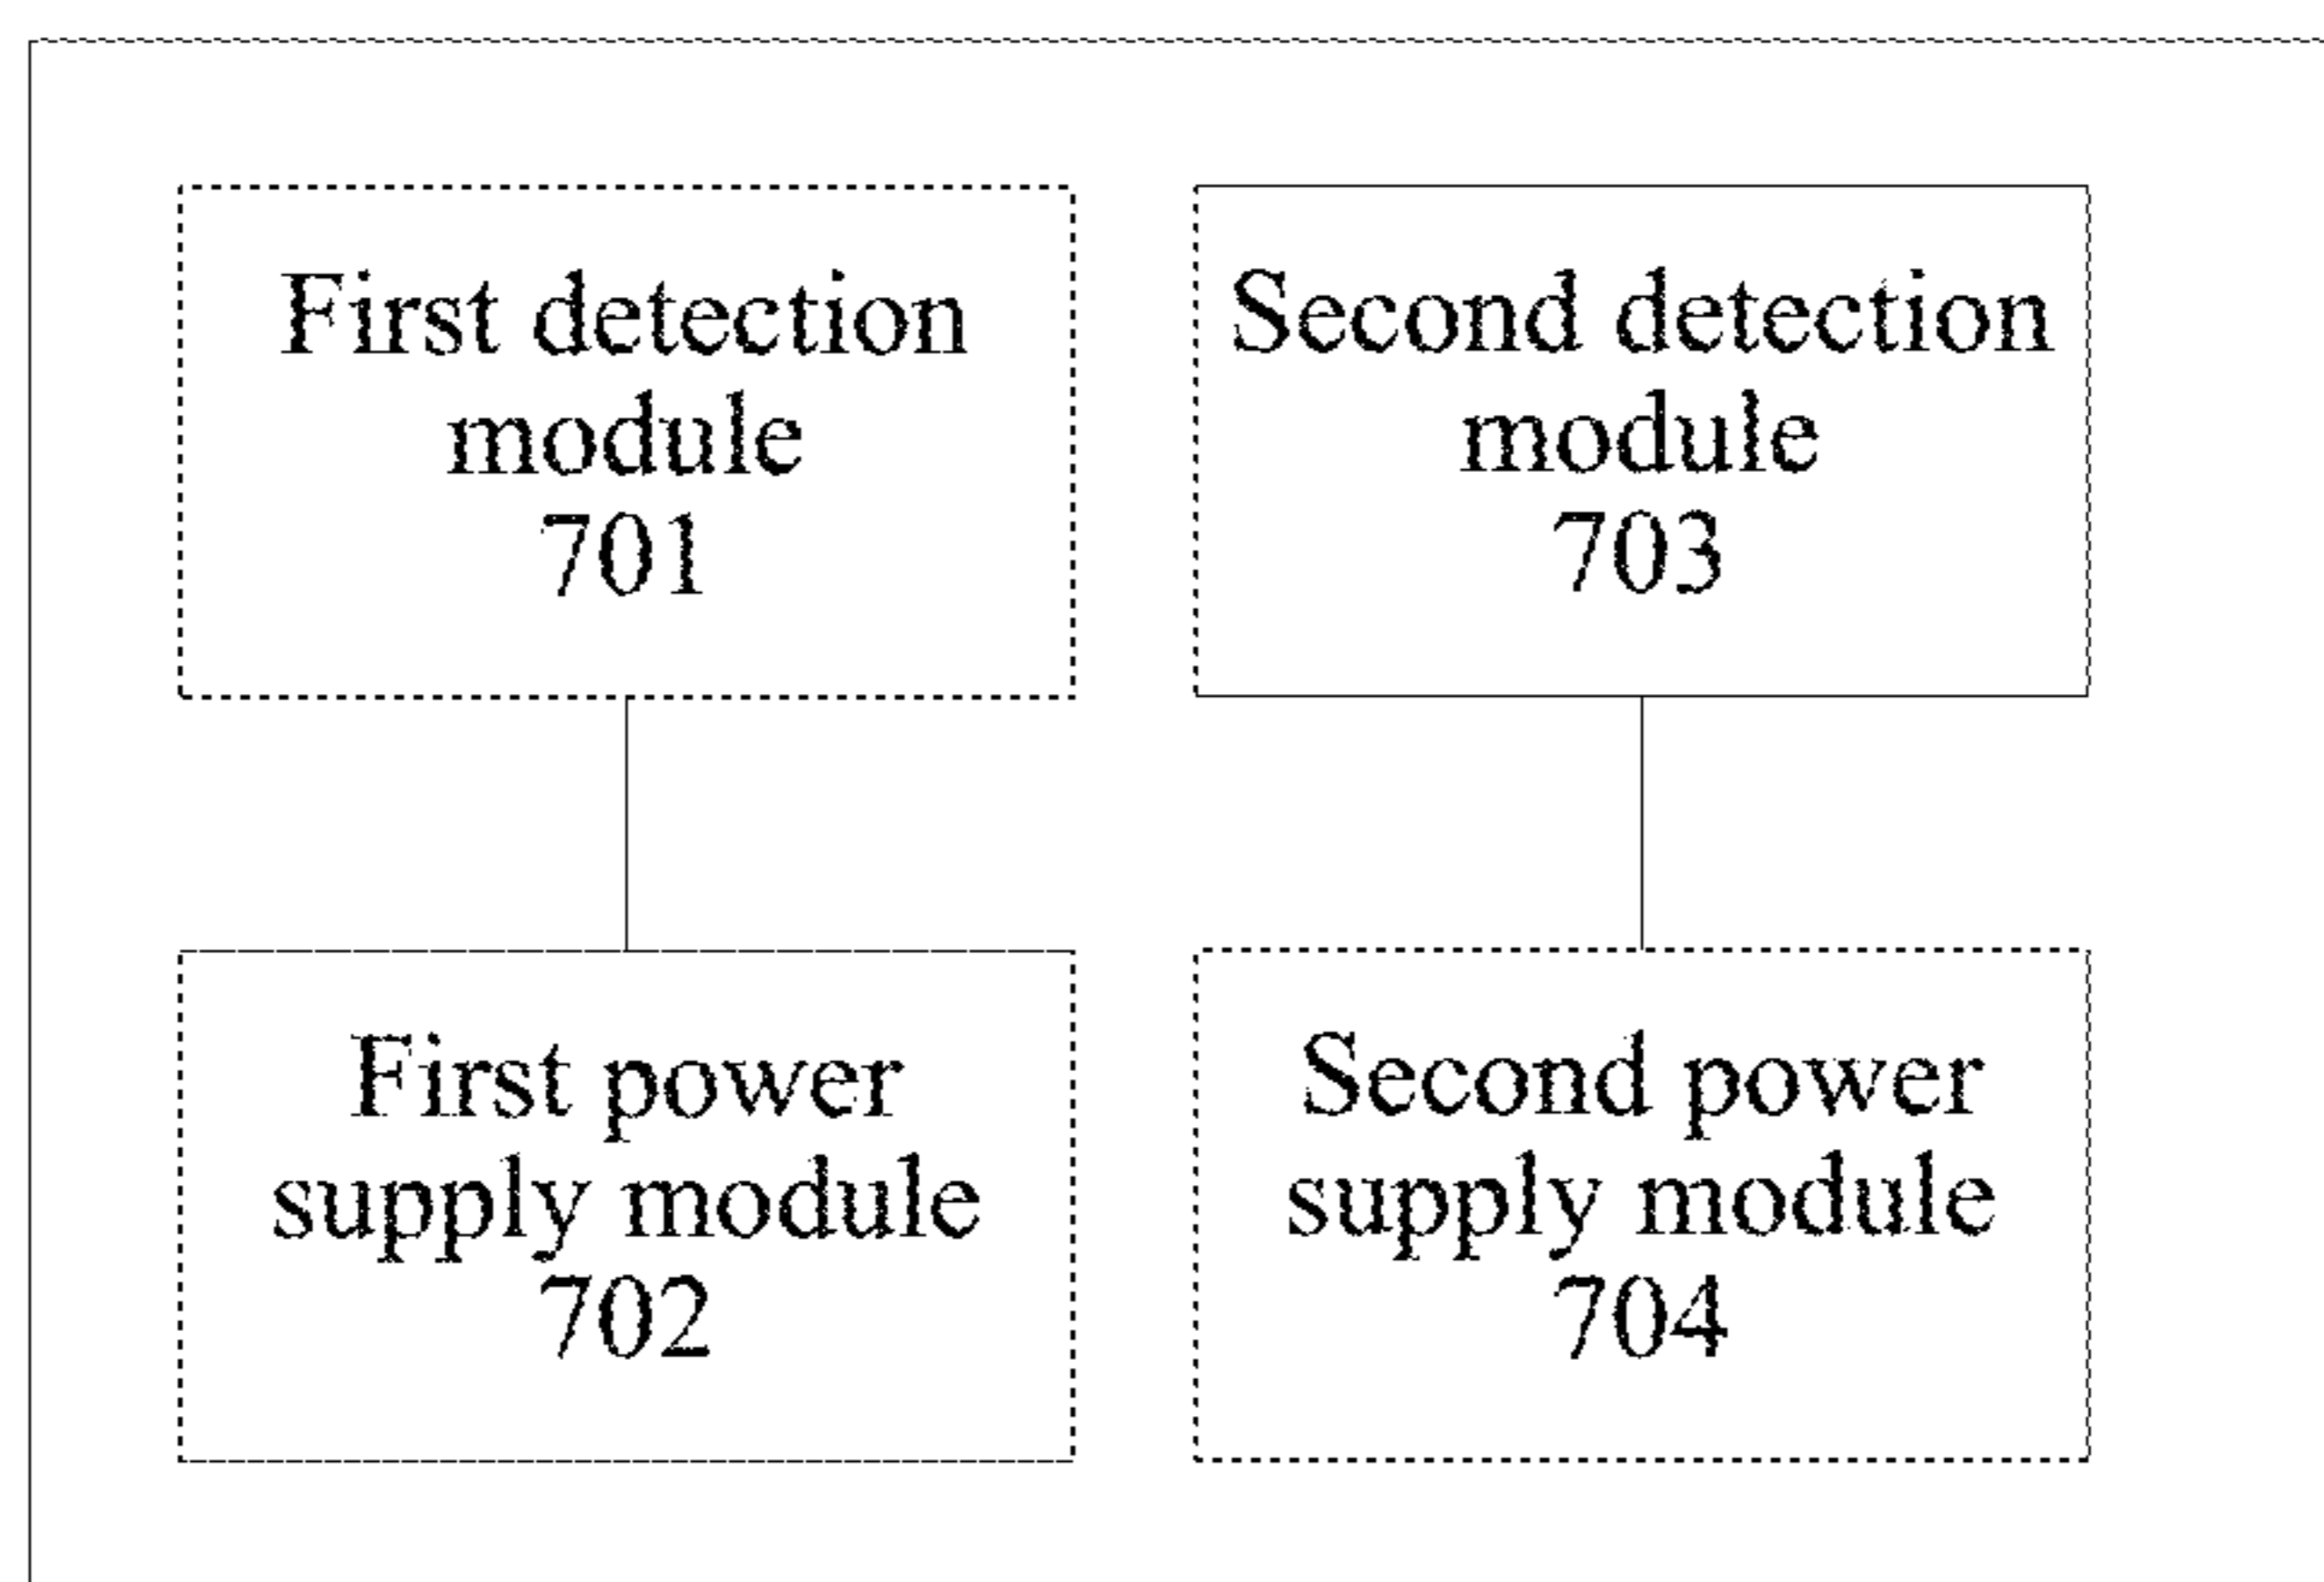 First detection
module
701
Second detection
module
703
First power
supply module
702
Second power
supply module
704